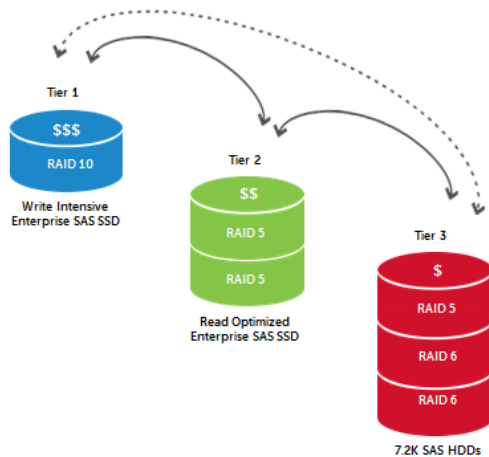 Tier 1
$$$
RAID 10
Write Intensive
Enterprise SAS SSD
Tier 2
$$
RAID 5
RAID 5
Read Optimized
Enterprise SAS SSD
Tier 3
$
RAID 5
RAID 6
RAID 6
7.2K SAS HDDs